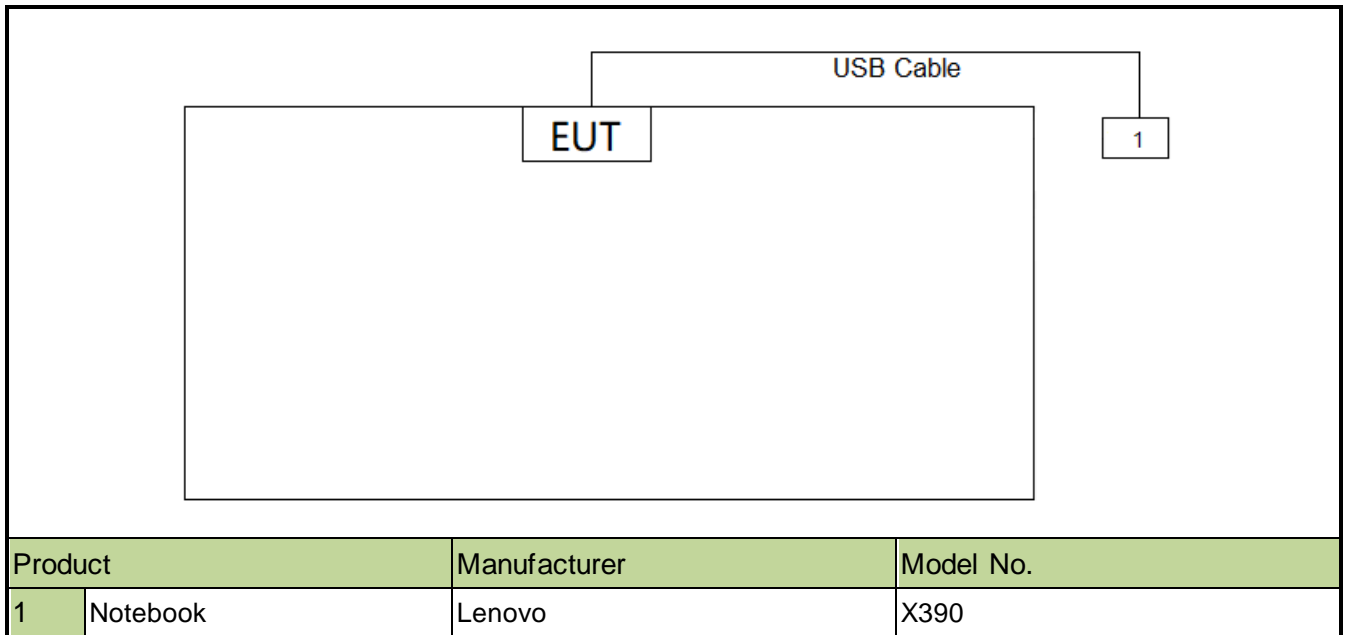 USB Cable
EUT
1
Product Manufacturer Model No.
1 Notebook Lenovo X390